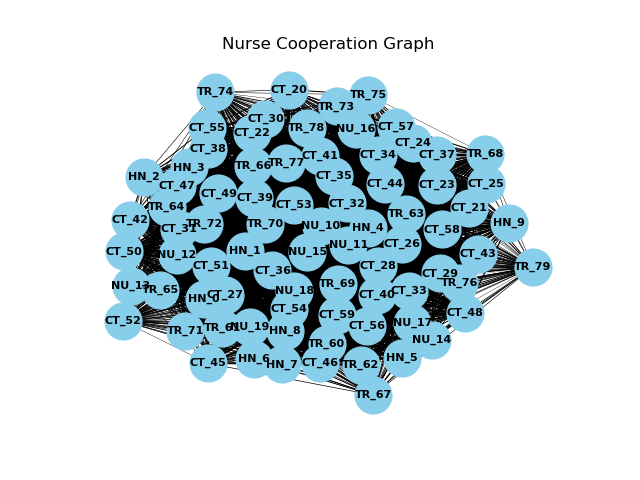 Nurse Cooperation Graph
TR_74
CT_20
TR_75
TR_73
CT_55
CT_30
CT_22
TR_78
NU_16
CT_57
CT_38
CT_24
HN_3
TR_66
TR_77
CT_41
CT_34
CT_37
TR_68
HN_2
CT_47
CT_35
CT_44
CT_23
CT_25
CT_49
CT_39
TR_64
CT_53
CT_32
TR_63
CT_21
CT_42
CT_31
TR_72
TR_70
NU_10
HN_4
CT_58
HN_9
CT_50
NU_12
HN_1
NU_15
NU_11
CT_26
CT_43
CT_51
CT_36
CT_28
CT_29
TR_79
NU_13
TR_65
HN_0
CT_27
NU_18
TR_69
CT_40
CT_33
TR_76
CT_52
CT_54
CT_59
CT_48
TR_71
NU_19
HN_8
CT_56
NU_17
NU_14
TR_60
CT_45
HN_6
HN_7
CT_46
TR_62
HN_5
TR_67